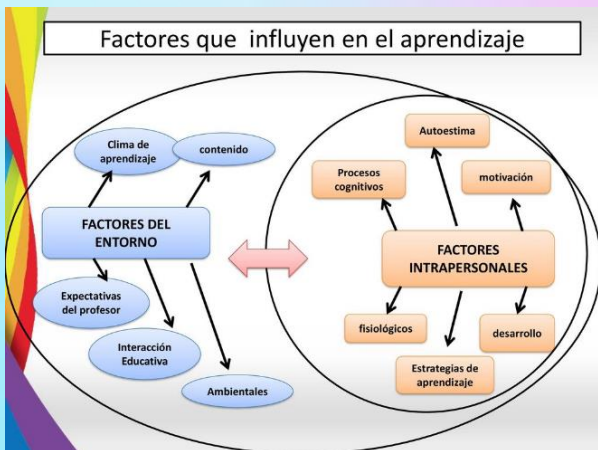 Factores que influyen en el aprendizaje
Clima de
aprendizaje
contenido
FACTORES DEL
ENTORNO
Expectativas
del profesor
Interacción
Educativa
Ambientales
Autoestima
Procesos
cognitivos
motivación
FACTORES
INTRAPERSONALES
fisiológicos
desarrollo
Estrategias de
aprendizaje